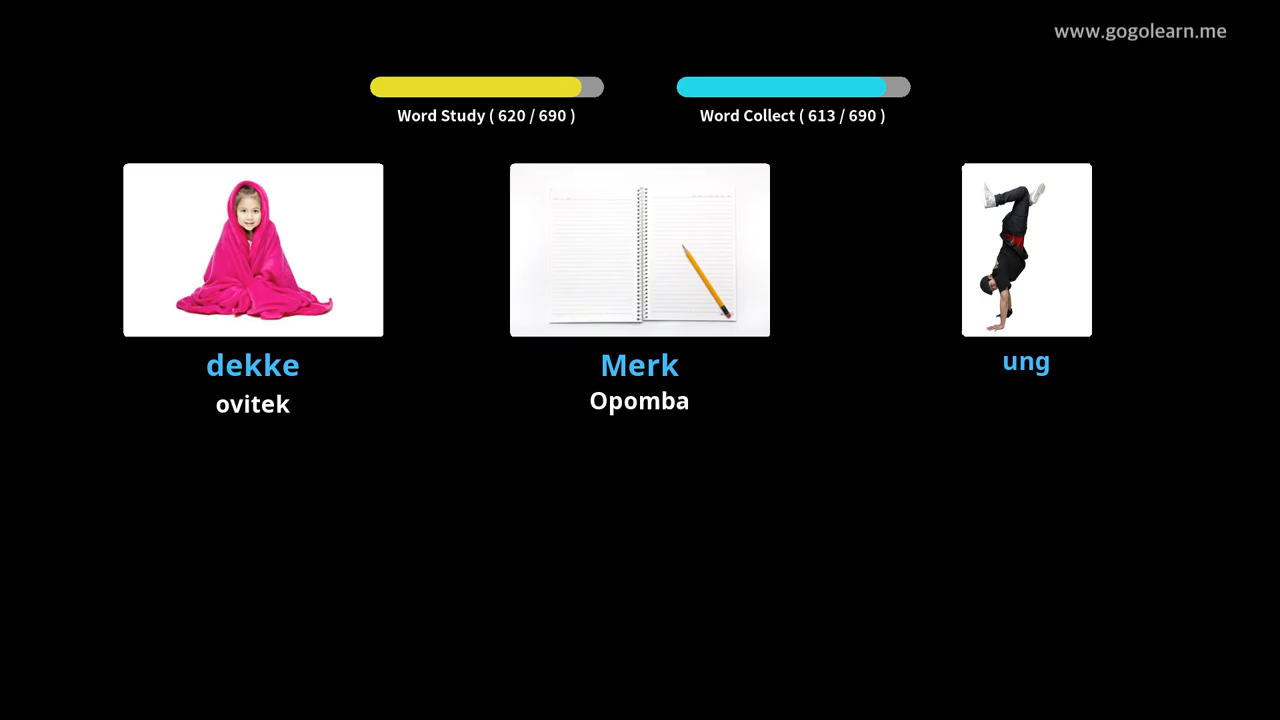 www.gogolearn.me
Word Study ( 620 / 690 )
Word Collect ( 613 / 690 )
dekke
ovitek
Merk
Opomba
ung